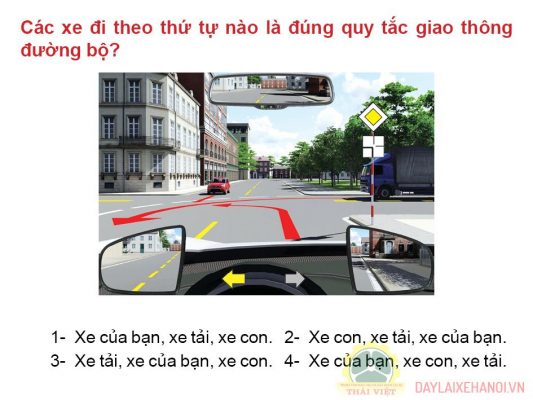 Các xe đi theo thứ tự nào là đúng quy tắc giao thông
đường bộ?
1- Xe của bạn, xe tải, xe con. 2- Xe con, xe tải, xe của bạn.
3- Xe tải, xe của bạn, xe con. 4- Xe của bạn, xe con, xe tải.
THÁI VIỆT
DAYLAIXEHANOI.VN